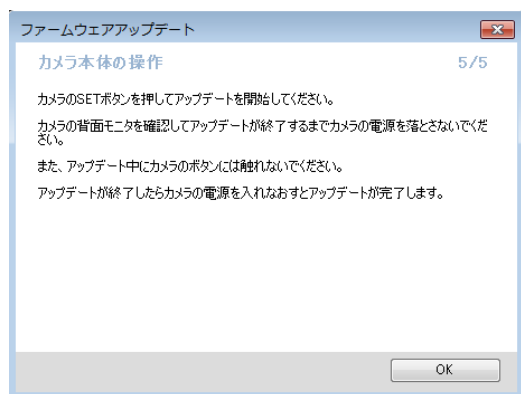 ファームウェアアップデート
カメラ本体の操作 5/5
カメラのSETボタンを押してアップデートを開始してください。
カメラの背面モニタを確認してアップデートが終了するまでカメラの電源を落とさないでくだ
さい。
また、アップデート中にカメラのボタンには触れないでください。
アップデートが終了したらカメラの電源を入れなおすとアップデートが完了します。
OK